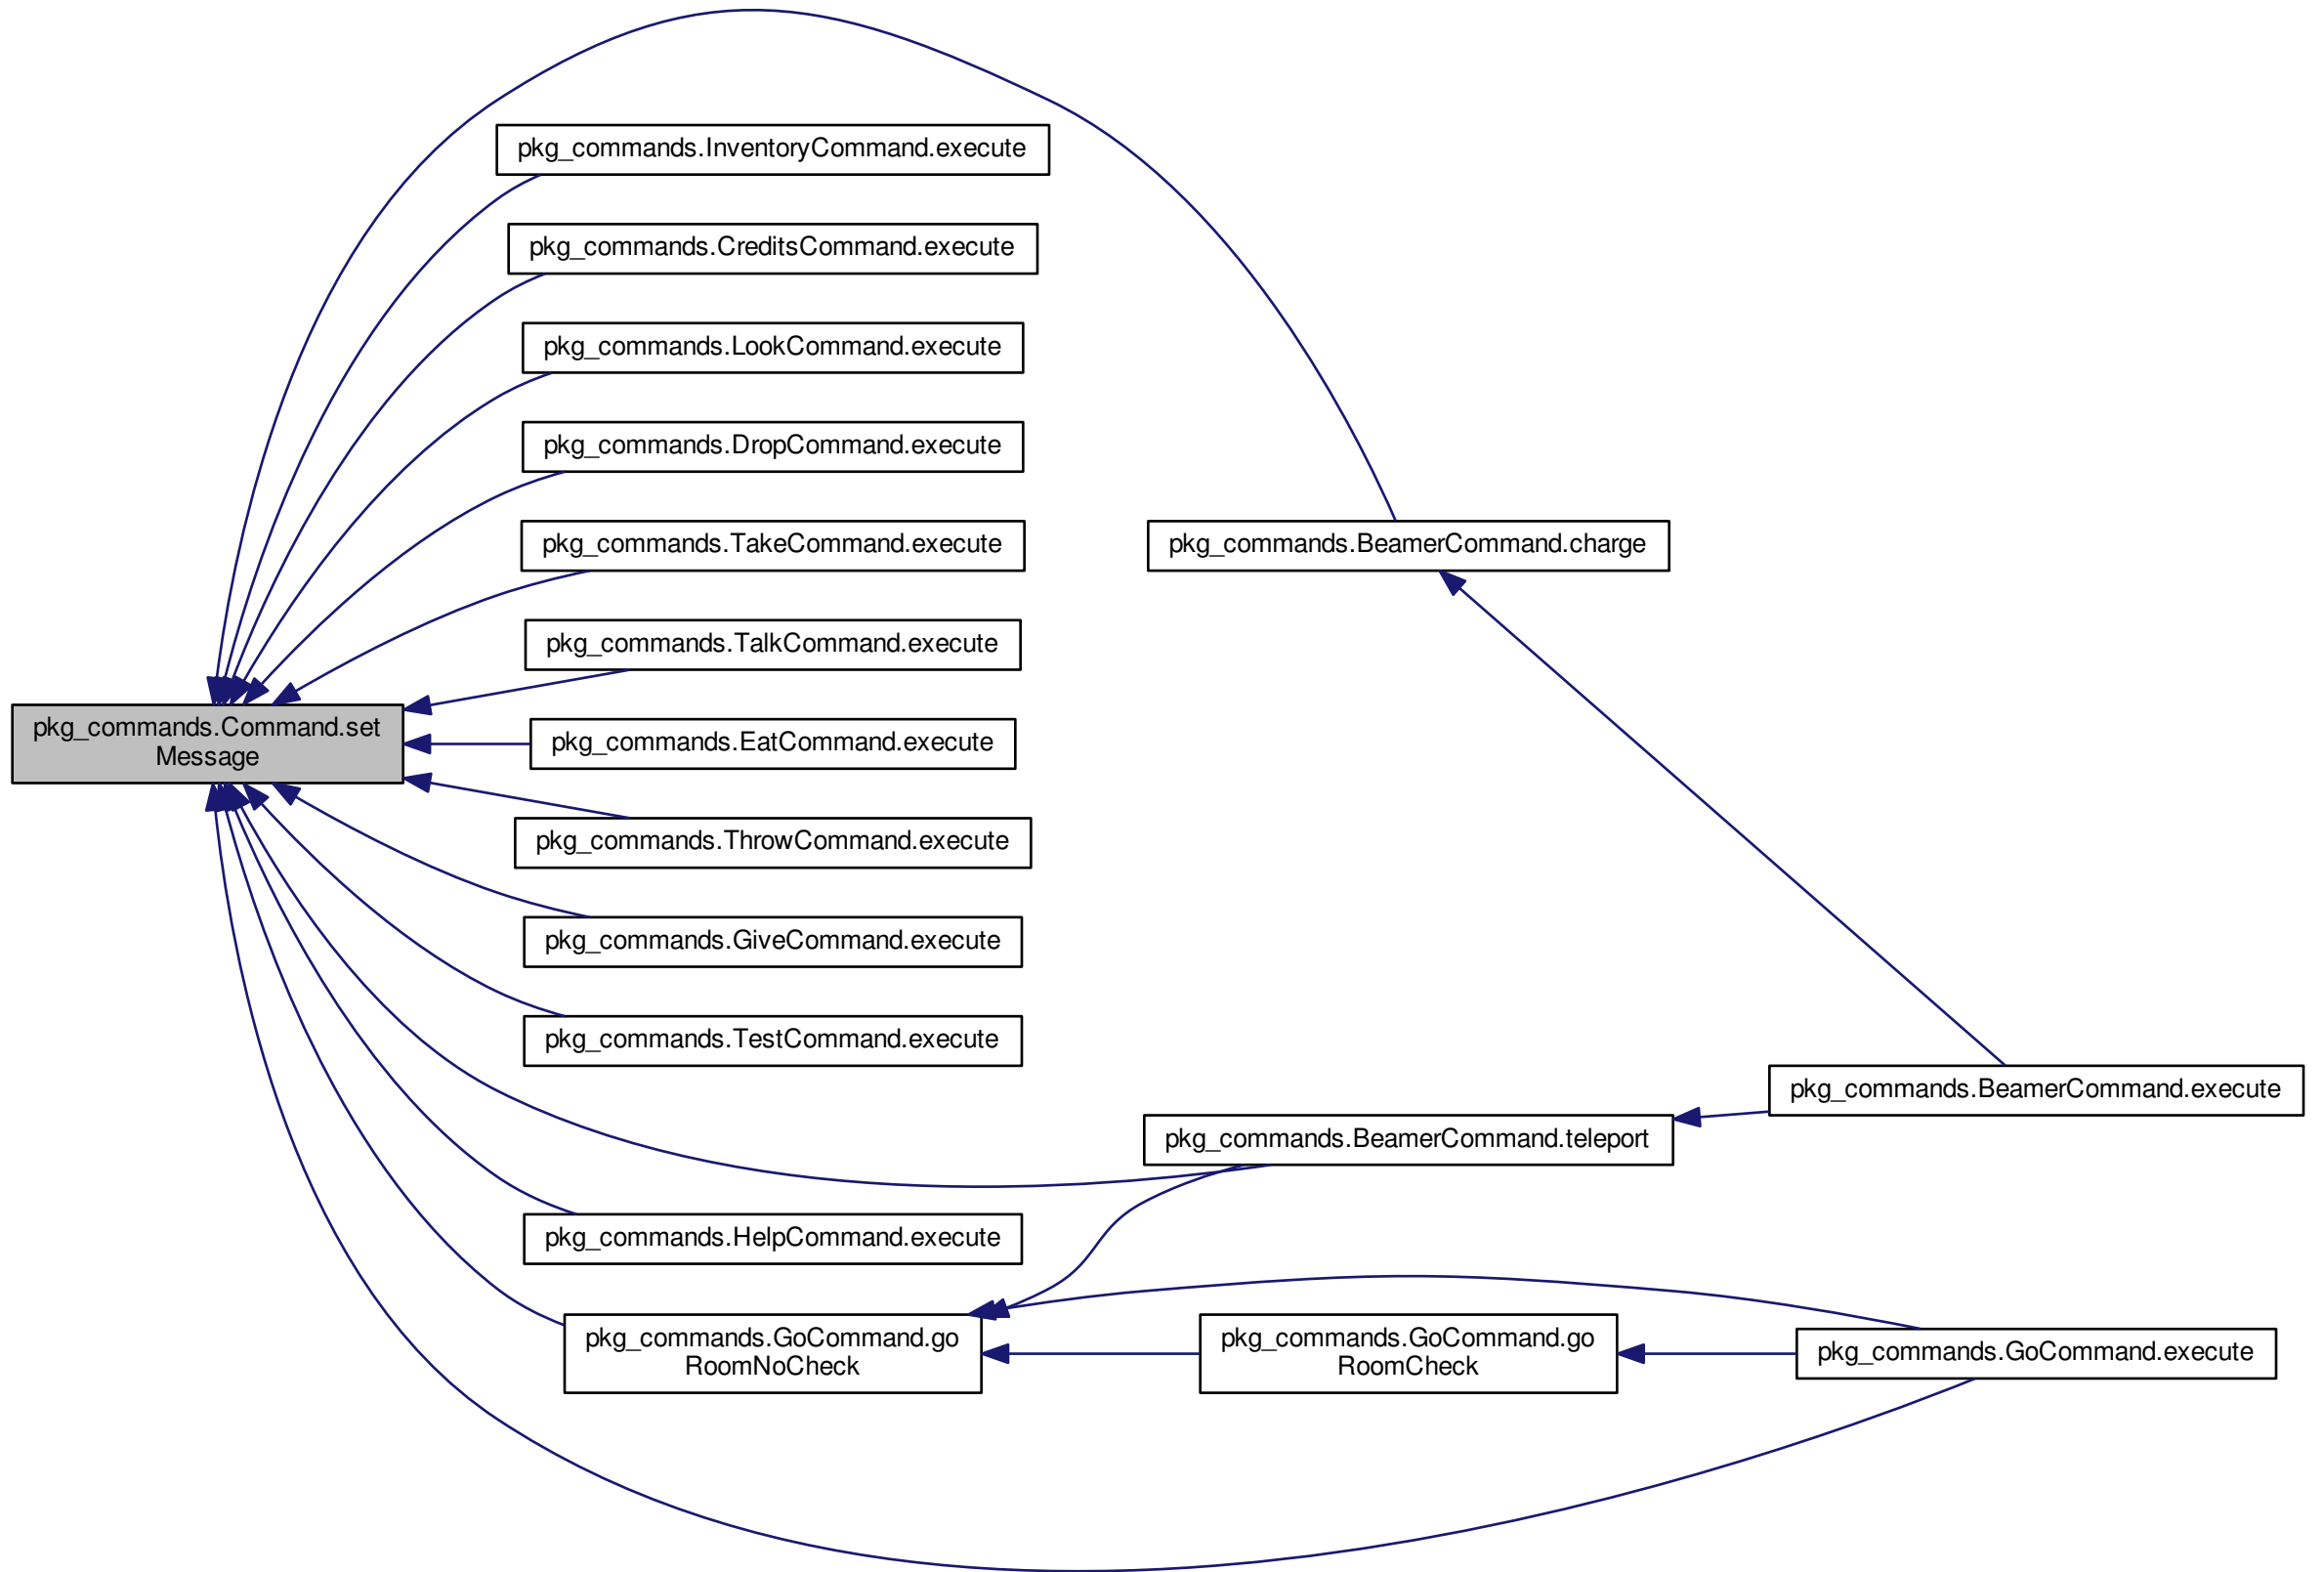 pkg_commands.InventoryCommand.execute
pkg_commands.CreditsCommand.execute
pkg_commands.LookCommand.execute
pkg_commands.DropCommand.execute
pkg_commands.TakeCommand.execute
pkg_commands.BeamerCommand.charge
pkg_commands.TalkCommand.execute
pkg_commands.Command.set
Message
pkg_commands.EatCommand.execute
pkg_commands.ThrowCommand.execute
pkg_commands.GiveCommand.execute
pkg_commands.TestCommand.execute
pkg_commands.BeamerCommand.execute
pkg_commands.BeamerCommand.teleport
pkg_commands.HelpCommand.execute
pkg_commands.GoCommand.go
RoomNoCheck
pkg_commands.GoCommand.go
RoomCheck
pkg_commands.GoCommand.execute